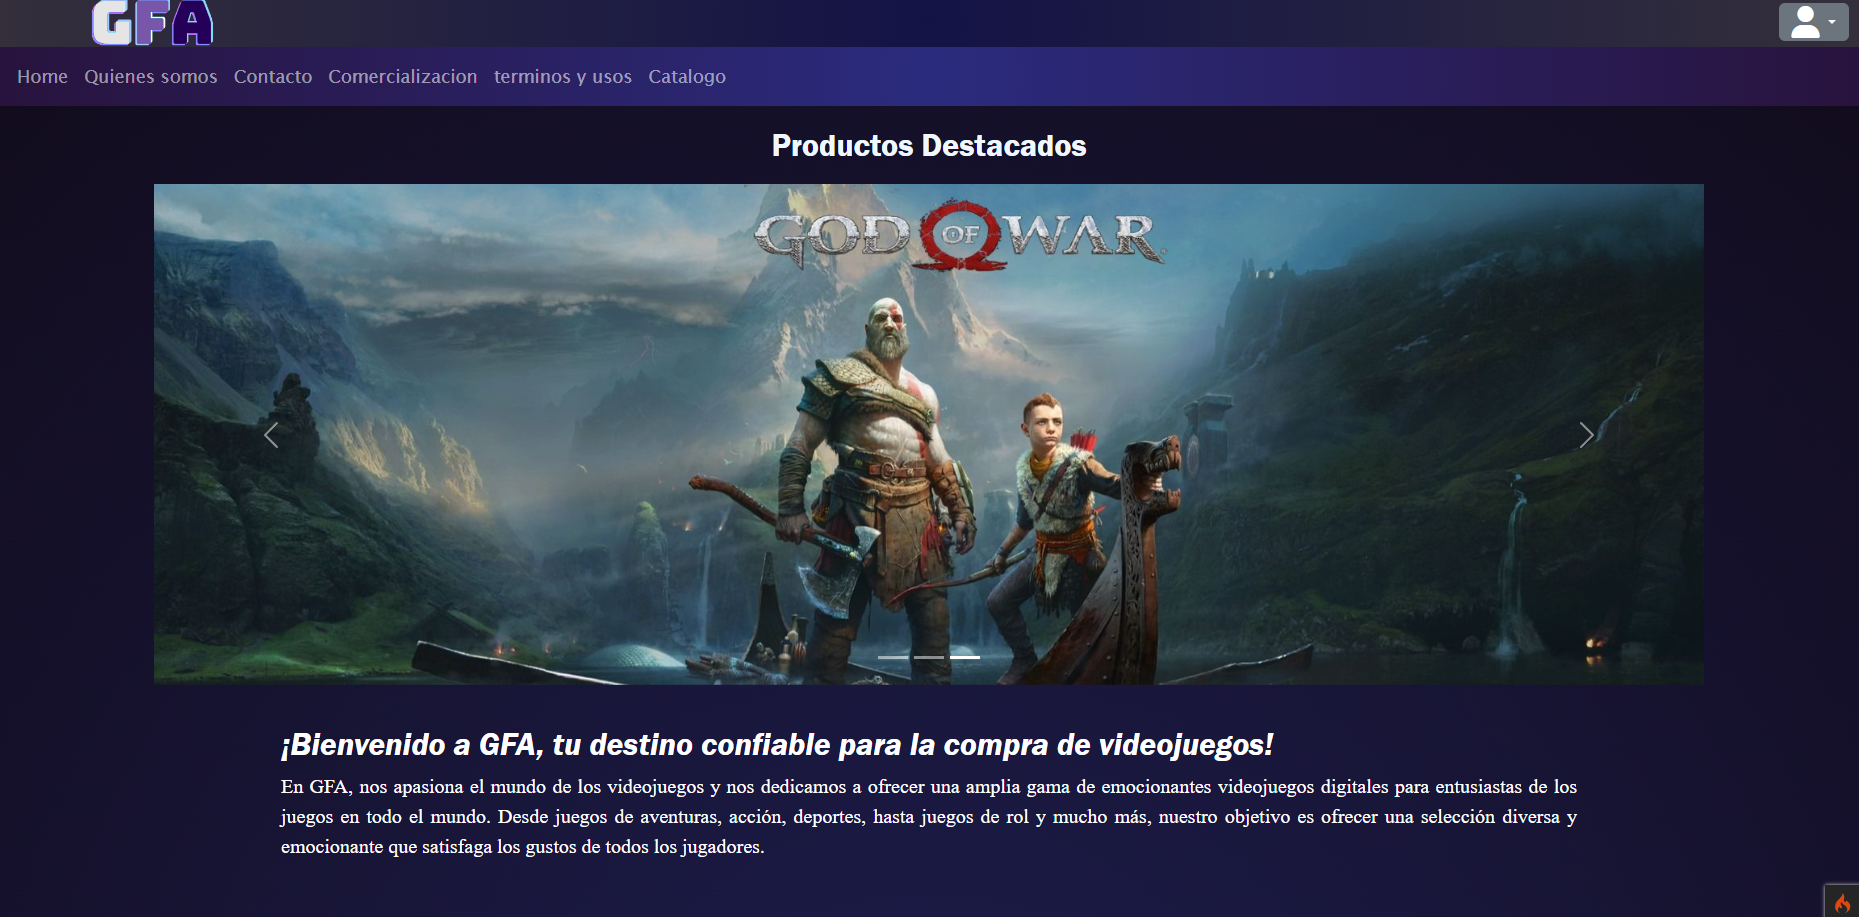 GFA
Home Quienes somos Contacto Comercializacion terminos y usos Catalogo
Productos Destacados
GOD OF WAR
¡Bienvenido a GFA, tu destino confiable para la compra de videojuegos!
En GFA, nos apasiona el mundo de los videojuegos y nos dedicamos a ofrecer una amplia gama de emocionantes videojuegos digitales para entusiastas de los
juegos en todo el mundo. Desde juegos de aventuras, acción, deportes, hasta juegos de rol y mucho más, nuestro objetivo es ofrecer una selección diversa y
emocionante que satisfaga los gustos de todos los jugadores.